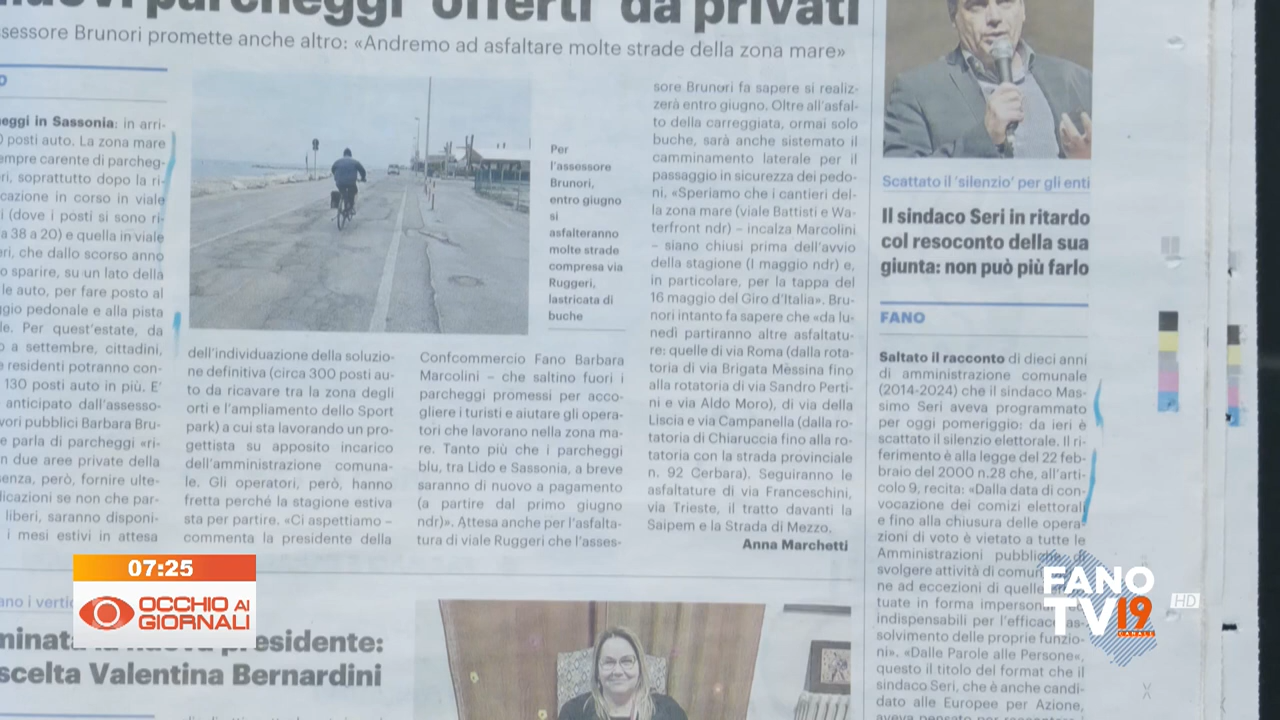 nuovi parcheggi "offerti" da privati
ssessore Brunori promette anche altro: «Andremo ad asfaltare molte strade della zona mare»
eggi in Sassonia: in arri-
0 posti auto. La zona mare
empre carente di parcheg-
eri, soprattutto dopo la ri-
cazione in corso in viale
i (dove i posti si sono ri-
a 38 a 20) e quella in viale
eri, che dallo scorso anno
o sparire, su un lato della
le auto, per fare posto al
ggio pedonale e alla pista
le. Per quest'estate, da
o a settembre, cittadini,
e residenti potranno con-
130 posti auto in più. E'
anticipato dall'assesso-
vori pubblici Barbara Bru-
e parla di parcheggi «ri-
n due aree private della
senza, però, fornire ulte-
dicazioni se non che par-
liberi, saranno disponi-
i mesi estivi in attesa
dell'individuazione della soluzio-
ne definitiva (circa 300 posti au-
to da ricavare tra la zona degli
orti e l'ampliamento dello Sport
park) a cui sta lavorando un pro-
gettista su apposito incarico
dell'amministrazione comuna-
le. Gli operatori, però, hanno
fretta perché la stagione estiva
sta per partire. «Ci aspettiamo –
commenta la presidente della
Per
l'assessore
Brunori,
entro giugno
si
asfalteranno
molte strade
compresa via
Ruggeri,
lastricata di
buche
Confcommercio Fano Barbara
Marcolini – che saltino fuori i
parcheggi promessi per acco-
gliere i turisti e aiutare gli opera-
tori che lavorano nella zona ma-
re. Tanto più che i parcheggi
blu, tra Lido e Sassonia, a breve
saranno di nuovo a pagamento
(a partire dal primo giugno
ndr)». Attesa anche per l'asfalta-
tura di viale Ruggeri che l'asses-
sore Brunori fa sapere si realiz-
zerà entro giugno. Oltre all'asfal-
to della carreggiata, ormai solo
buche, sarà anche sistemato il
camminamento laterale per il
passaggio in sicurezza dei pedo-
ni. «Speriamo che i cantieri del-
la zona mare (viale Battisti e Wa-
terfront ndr) – incalza Marcolini
– siano chiusi prima dell'avvio
della stagione (I maggio ndr) e,
in particolare, per la tappa del
16 maggio del Giro d'Italia». Bru-
nori intanto fa sapere che «da lu-
nedì partiranno altre asfaltatu-
re: quelle di via Roma (dalla rota-
toria di via Brigata Messina fino
alla rotatoria di via Sandro Perti-
ni e via Aldo Moro), di via della
Liscia e via Campanella (dalla ro-
tatoria di Chiaruccia fino alla ro-
tatoria con la strada provinciale
n. 92 Cerbara). Seguiranno le
asfaltature di via Franceschini,
via Trieste, il tratto davanti la
Saipem e la Strada di Mezzo.
Anna Marchetti
Scattato il 'silenzio' per gli enti
Il sindaco Seri in ritardo
col resoconto della sua
giunta: non può più farlo
FANO
Saltato il racconto di dieci anni
di amministrazione comunale
(2014-2024) che il sindaco Mas-
simo Seri aveva programmato
per oggi pomeriggio: da ieri è
scattato il silenzio elettorale. Il ri-
ferimento è alla legge del 22 feb-
braio del 2000 n.28 che, all'arti-
colo 9, recita: «Dalla data di con-
vocazione dei comizi elettorali
e fino alla chiusura delle opera-
zioni di voto è vietato a tutte le
Amministrazioni pubbliche di
svolgere attività di comun
ne ad eccezioni di quelle
tuate in forma impersona
indispensabili per l'efficac as-
solvimento delle proprie funzio-
ni». «Dalle Parole alle Persone«,
questo il titolo del format che il
sindaco Seri, che è anche candi-
dato alle Europee per Azione,
aveva pensato per
ano i vertic
minata la nuova presidente:
scelta Valentina Bernardini
07:25
OCCHIO AI
GIORNALI
FANO
TV19
CANALE
HD